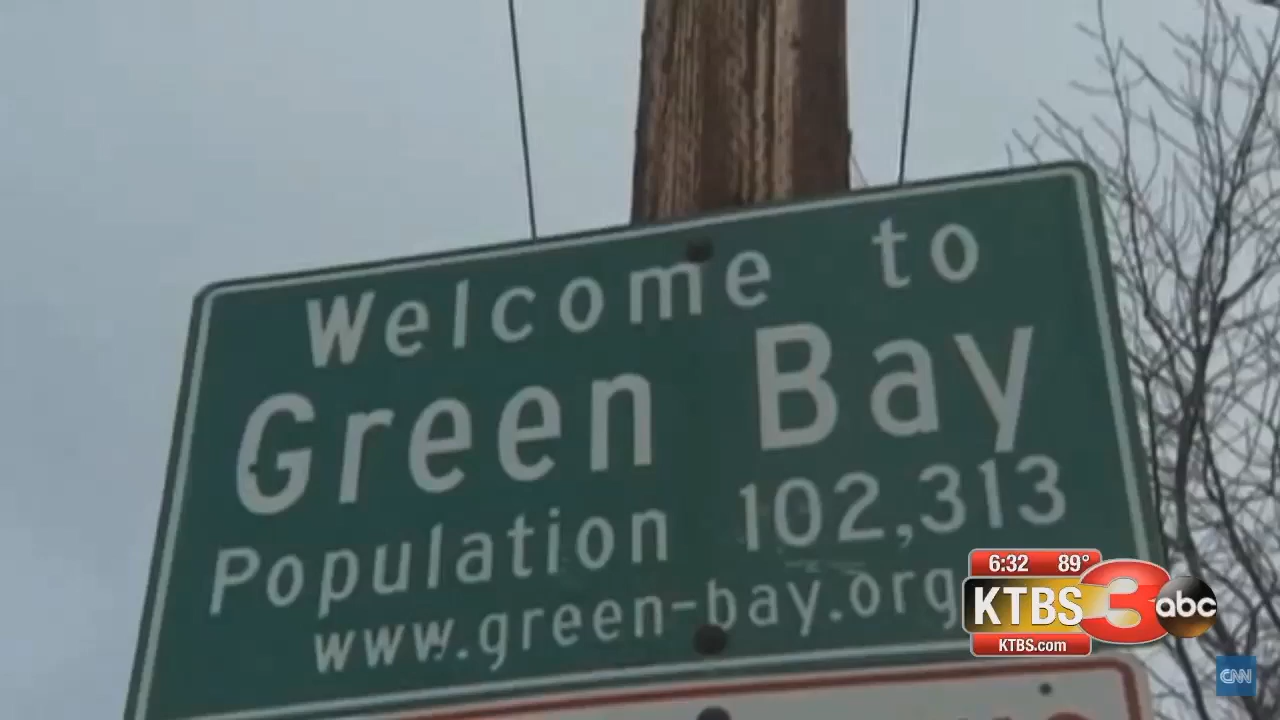 Welcome to
Green Bay
Population 102,313
www.green-bay.org
6:32 89°
KTBS 3 abc
KTBS.com
CNN